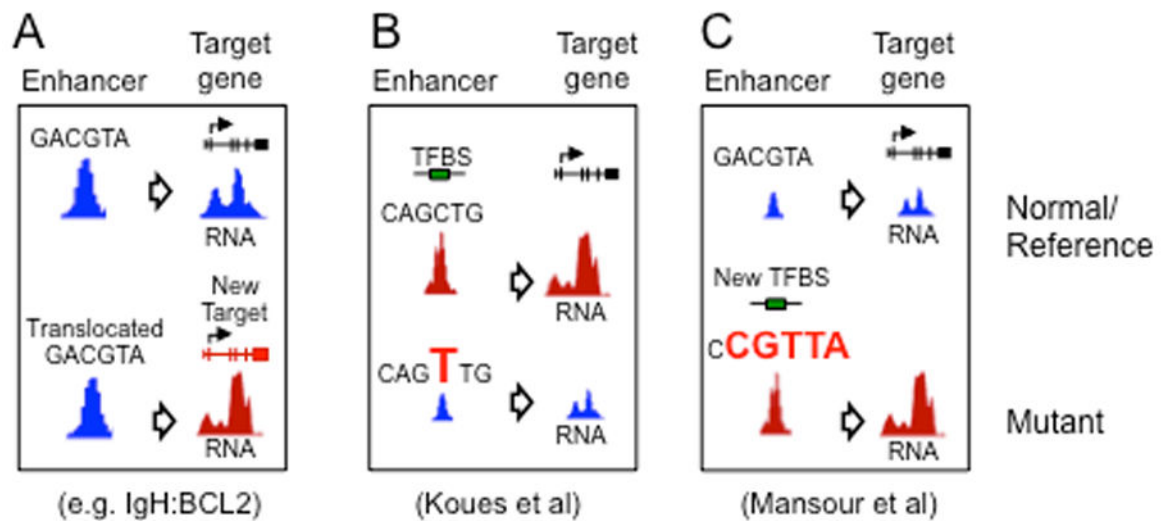 A
Enhancer
Target
gene
GACGTA
RNA
Translocated
GACGTA
New
Target
RNA
(e.g. IgH:BCL2)
B
Enhancer
Target
gene
TFBS
CAGCTG
RNA
CAGTTG
RNA
(Koues et al)
C
Enhancer
Target
gene
GACGTA
RNA
New TFBS
CCGTTA
RNA
(Mansour et al)
Normal/
Reference
Mutant